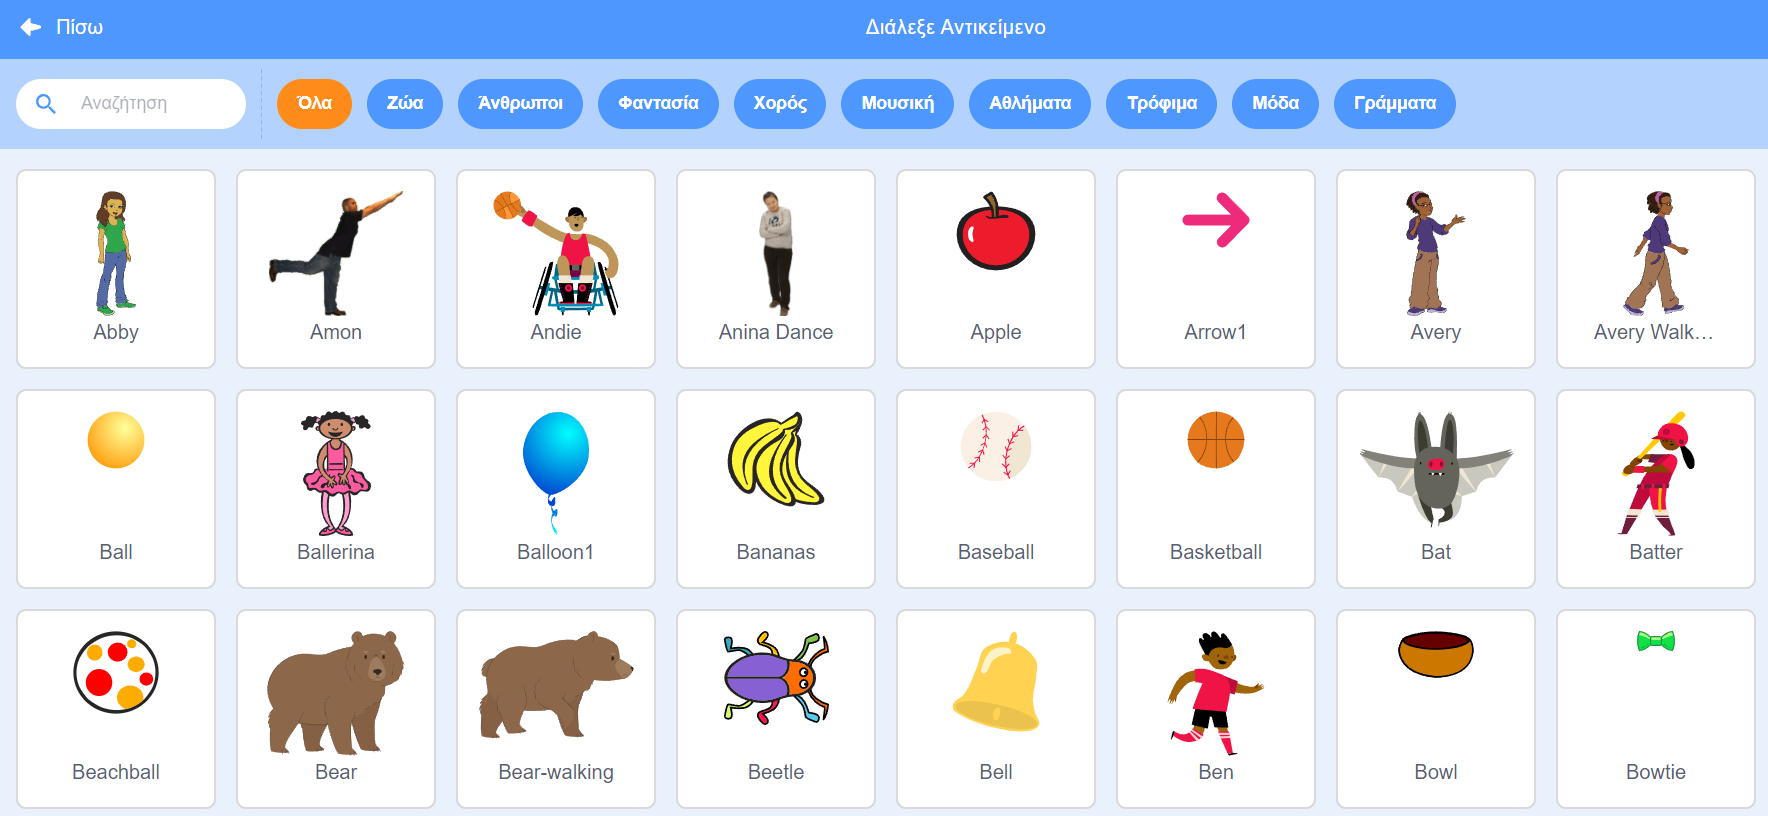 Πίσω
Διάλεξε Αντικείμενο
Αναζήτηση
Όλα
Ζώα
Άνθρωποι
Φαντασία
Χορός
Μουσική
Αθλήματα
Τρόφιμα
Μόδα
Γράμματα
Abby
Amon
Andie
Anina Dance
Apple
Arrow1
Avery
Avery Walk…
Ball
Ballerina
Balloon1
Bananas
Baseball
Basketball
Bat
Batter
Beachball
Bear
Bear-walking
Beetle
Bell
Ben
Bowl
Bowtie